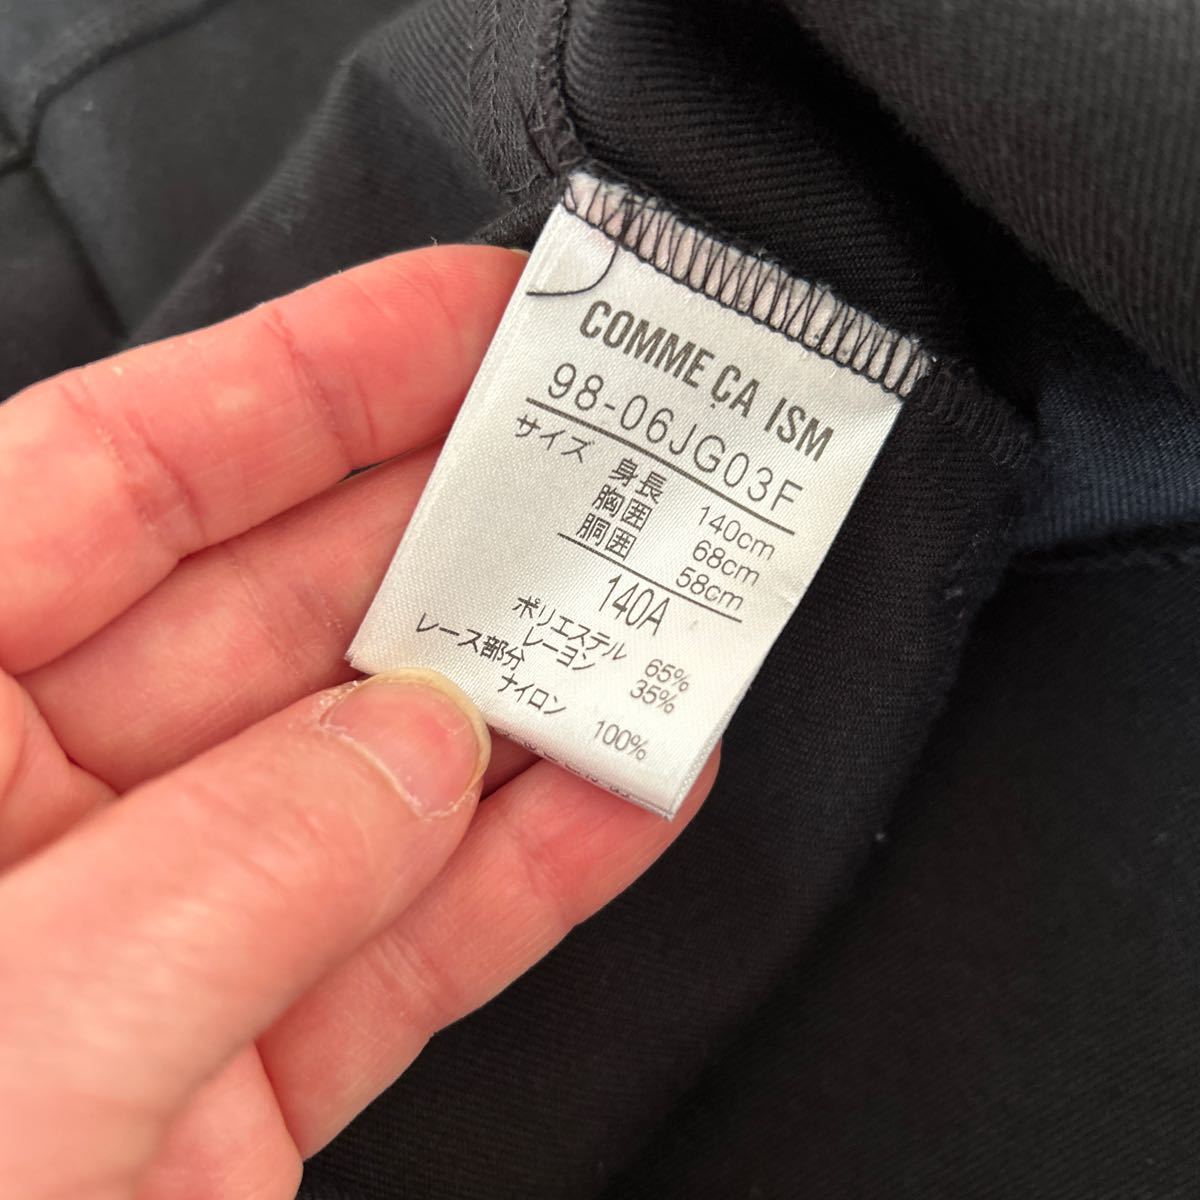 COMME ÇA ISM
98-06JG03F
サイズ
身長 140cm
胸囲 68cm
胴囲 58cm
140A
ポリエステル 65%
レーヨン 35%
レース部分
ナイロン 100%